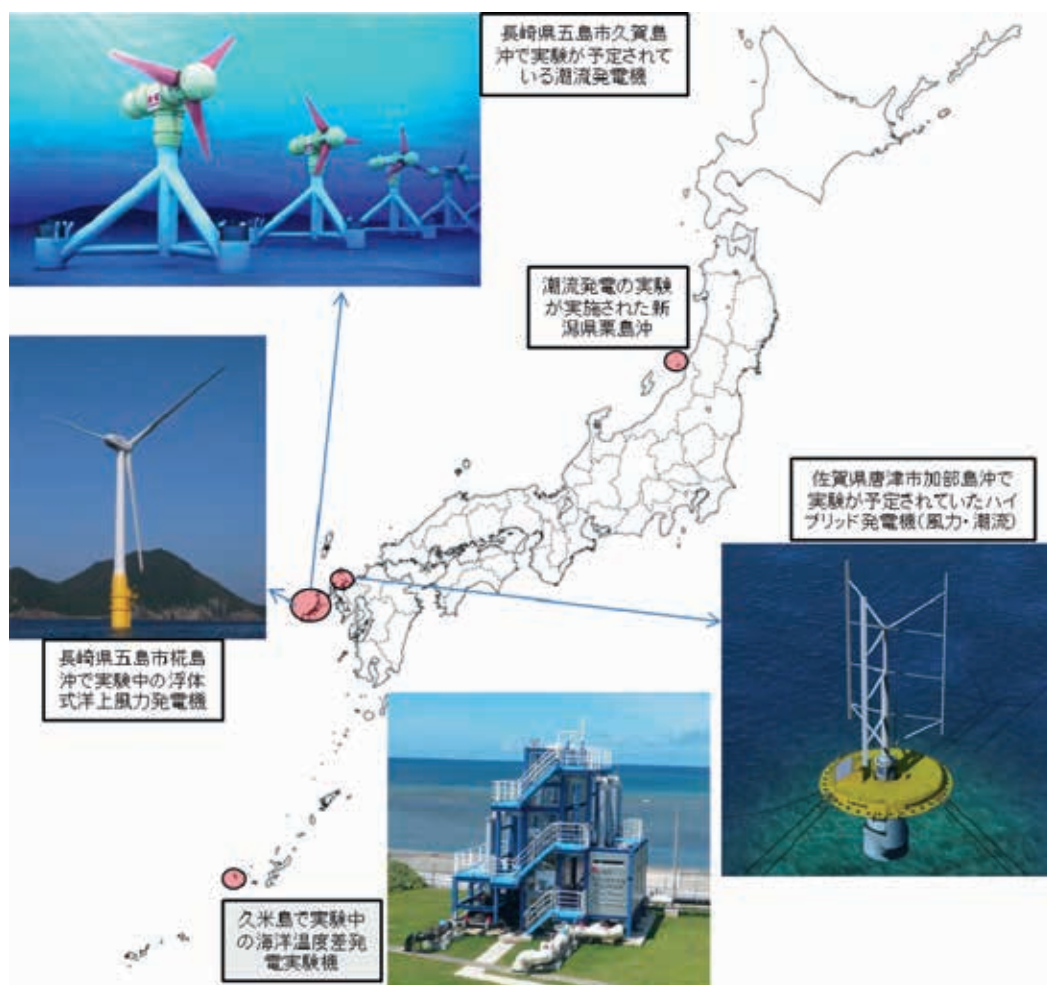 長崎県五島市久賀島
沖で実験が予定されて
いる潮流発電機
潮流発電の実験
が実施された新
潟県粟島沖
佐賀県唐津市加部島沖で
実験が予定されていたハイ
ブリッド発電機(風力・潮流)
長崎県五島市椛島
沖で実験中の浮体
式洋上風力発電機
久米島で実験中
の海洋温度差発
電実験機